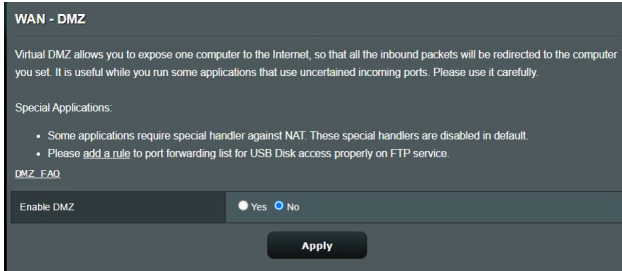 WAN - DMZ
Virtual DMZ allows you to expose one computer to the Internet, so that all the inbound packets will be redirected to the computer
you set. It is useful while you run some applications that use uncertained incoming ports. Please use it carefully.
Special Applications:
• Some applications require special handler against NAT. These special handlers are disabled in default.
• Please add a rule to port forwarding list for USB Disk access properly on FTP service.
DMZ FAQ
Enable DMZ Yes No
Apply